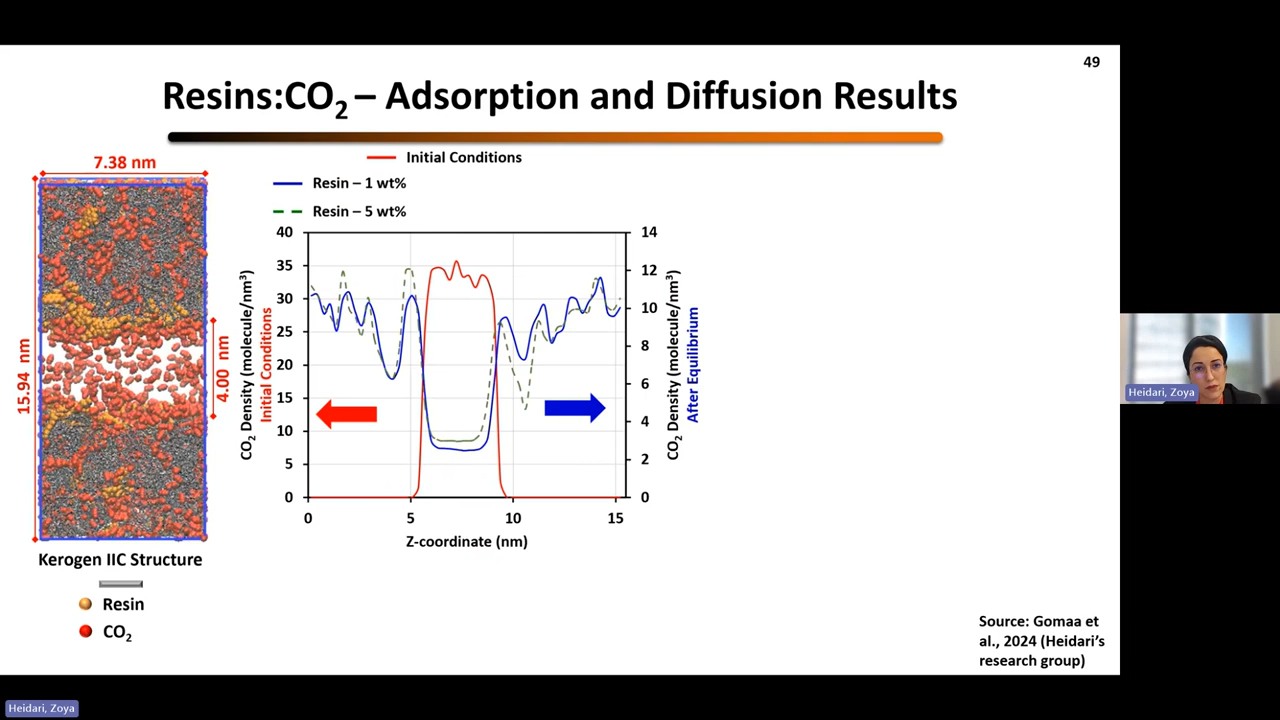 49
Resins:CO2 – Adsorption and Diffusion Results
7.38 nm
15.94 nm
4.00 nm
Kerogen IIC Structure
Resin
CO2
Initial Conditions
Resin – 1 wt%
Resin – 5 wt%
CO2 Density (molecule/nm3)
Initial Conditions
40
35
30
25
20
15
10
5
0
14
12
10
8
6
4
2
0
CO2 Density (molecule/nm3)
After Equilibrium
0 5 10 15
Z-coordinate (nm)
Source: Gomaa et
al., 2024 (Heidari’s
research group)
Heidari, Zoya
Heidari, Zoya